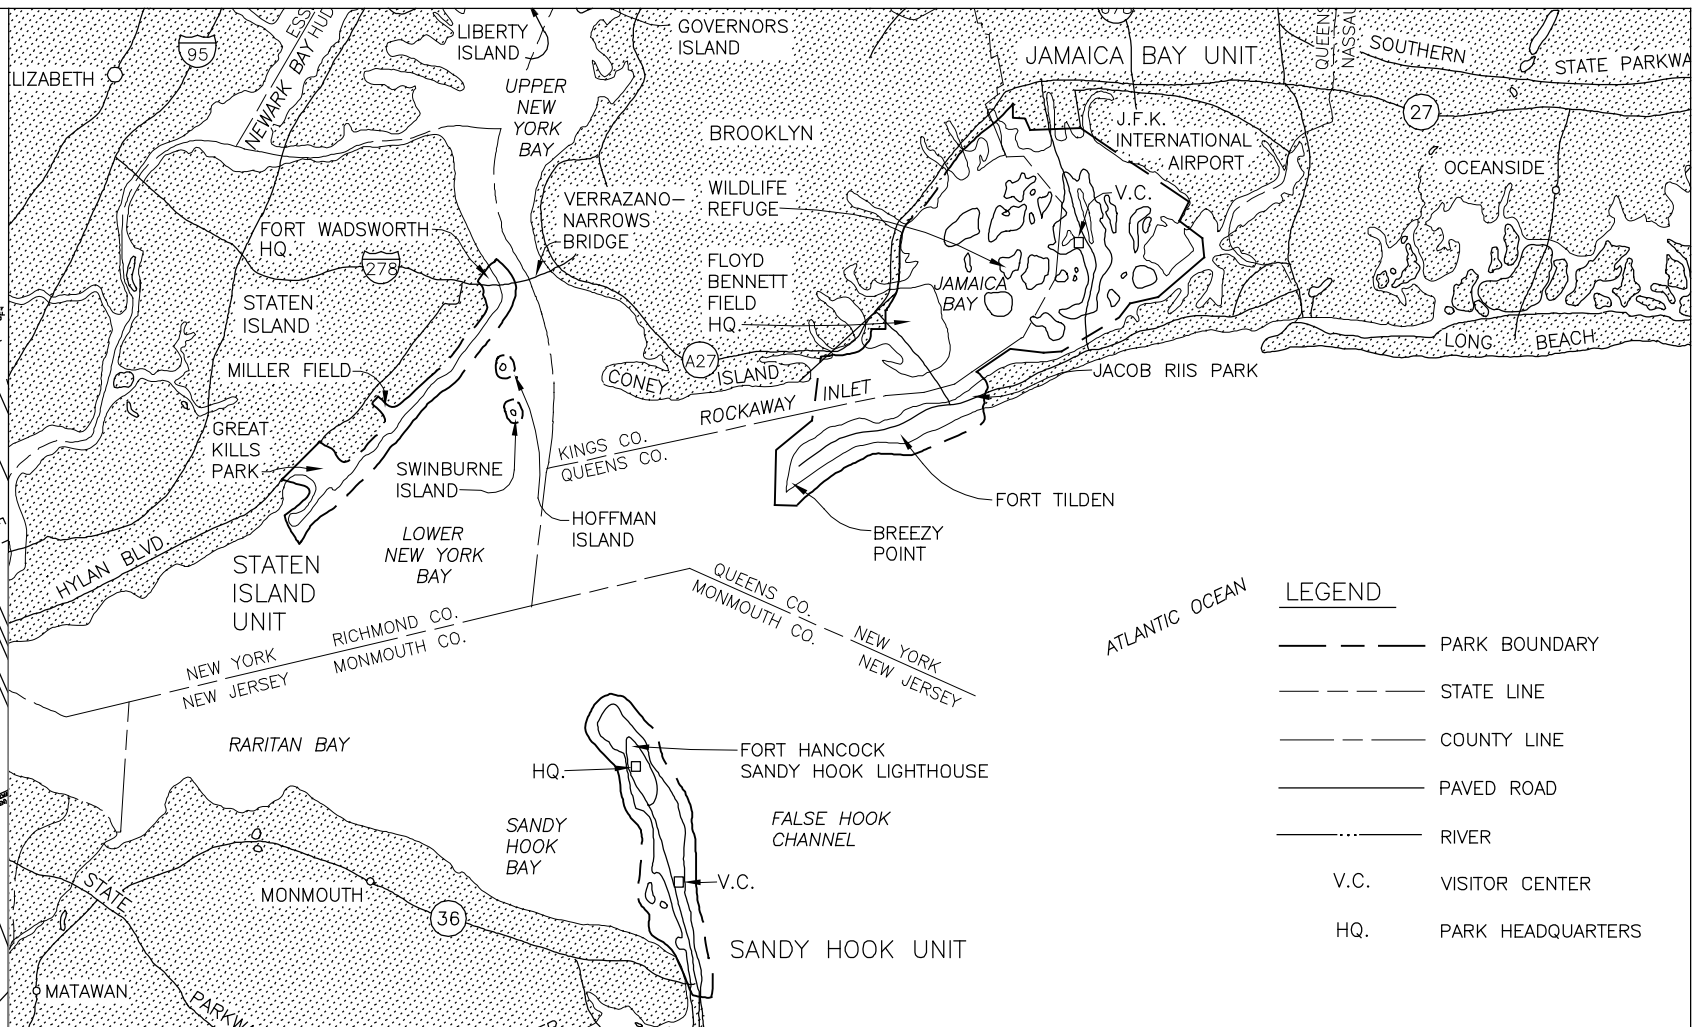 LIBERTY
ISLAND
GOVERNORS
ISLAND
JAMAICA BAY UNIT
QUEENS
NASSAU
SOUTHERN
STATE PARKWA
95
LIZABETH
NEWARK BAY
HUD
ESS
UPPER
NEW
YORK
BAY
BROOKLYN
J.F.K.
INTERNATIONAL
AIRPORT
27
OCEANSIDE
WILDLIFE
REFUGE
V.C.
VERRAZANO-
NARROWS
BRIDGE
FORT WADSWORTH
HQ.
278
FLOYD
BENNETT
FIELD
HQ.
JAMAICA
BAY
STATEN
ISLAND
MILLER FIELD
A27
CONEY
ISLAND
LONG BEACH
JACOB RIIS PARK
ROCKAWAY INLET
GREAT
KILLS
PARK
KINGS CO.
QUEENS CO.
SWINBURNE
ISLAND
FORT TILDEN
HOFFMAN
ISLAND
BREEZY
POINT
LOWER
NEW YORK
BAY
HYLAN BLVD.
STATEN
ISLAND
UNIT
QUEENS CO.
MONMOUTH CO.
RICHMOND CO.
MONMOUTH CO.
NEW YORK
NEW JERSEY
NEW YORK
NEW JERSEY
ATLANTIC OCEAN
RARITAN BAY
HQ.
FORT HANCOCK
SANDY HOOK LIGHTHOUSE
SANDY
HOOK
BAY
FALSE HOOK
CHANNEL
V.C.
MONMOUTH
36
STATE
PARKW
MATAWAN
SANDY HOOK UNIT
LEGEND
PARK BOUNDARY
STATE LINE
COUNTY LINE
PAVED ROAD
RIVER
V.C. VISITOR CENTER
HQ. PARK HEADQUARTERS